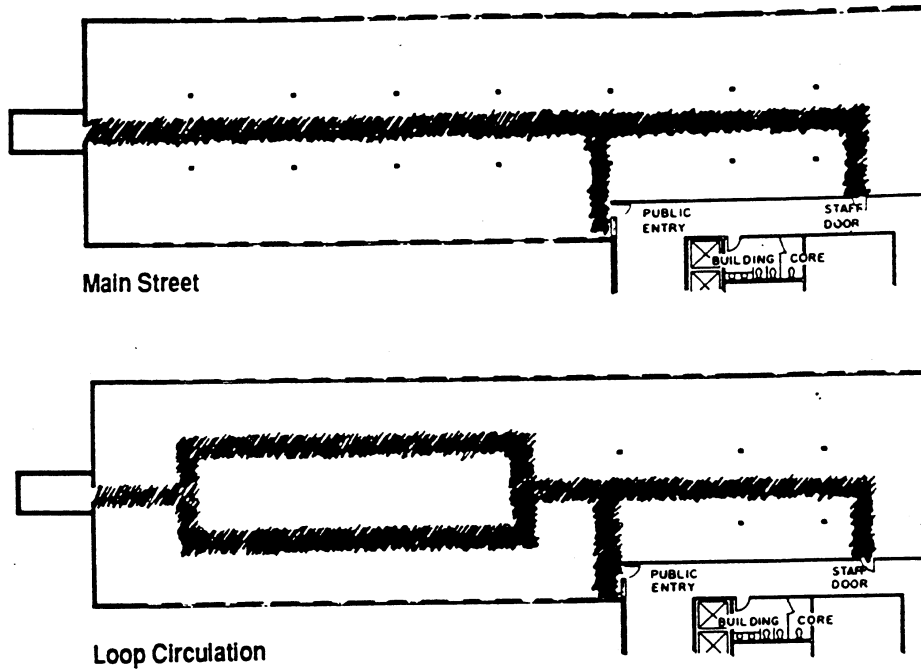 PUBLIC
ENTRY
STAFF
DOOR
BUILDING CORE
Main Street
PUBLIC
ENTRY
STAFF
DOOR
BUILDING CORE
Loop Circulation